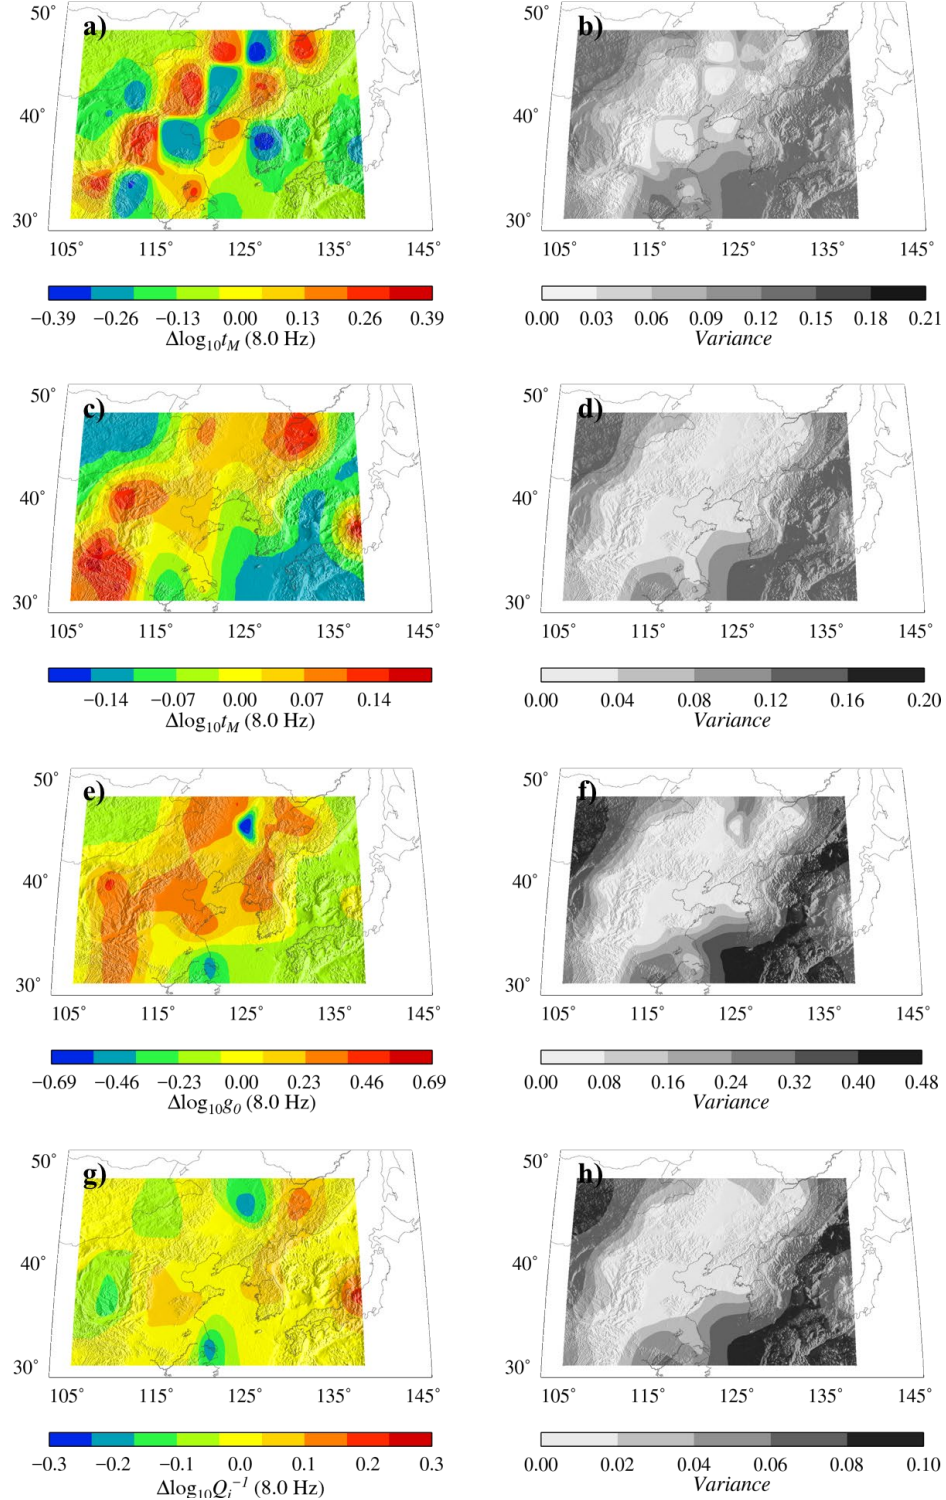 a) b)
50° 50°
40° 40°
30° 30°
105° 115° 125° 135° 145° 105° 115° 125° 135° 145°
−0.39 −0.26 −0.13 0.00 0.13 0.26 0.39 0.00 0.03 0.06 0.09 0.12 0.15 0.18 0.21
Δlog₁₀t_M (8.0 Hz) Variance
c) d)
50° 50°
40° 40°
30° 30°
105° 115° 125° 135° 145° 105° 115° 125° 135° 145°
−0.14 −0.07 0.00 0.07 0.14 0.00 0.04 0.08 0.12 0.16 0.20
Δlog₁₀t_M (8.0 Hz) Variance
e) f)
50° 50°
40° 40°
30° 30°
105° 115° 125° 135° 145° 105° 115° 125° 135° 145°
−0.69 −0.46 −0.23 0.00 0.23 0.46 0.69 0.00 0.08 0.16 0.24 0.32 0.40 0.48
Δlog₁₀g₀ (8.0 Hz) Variance
g) h)
50° 50°
40° 40°
30° 30°
105° 115° 125° 135° 145° 105° 115° 125° 135° 145°
−0.3 −0.2 −0.1 0.0 0.1 0.2 0.3 0.00 0.02 0.04 0.06 0.08 0.10
Δlog₁₀Qᵢ⁻¹ (8.0 Hz) Variance